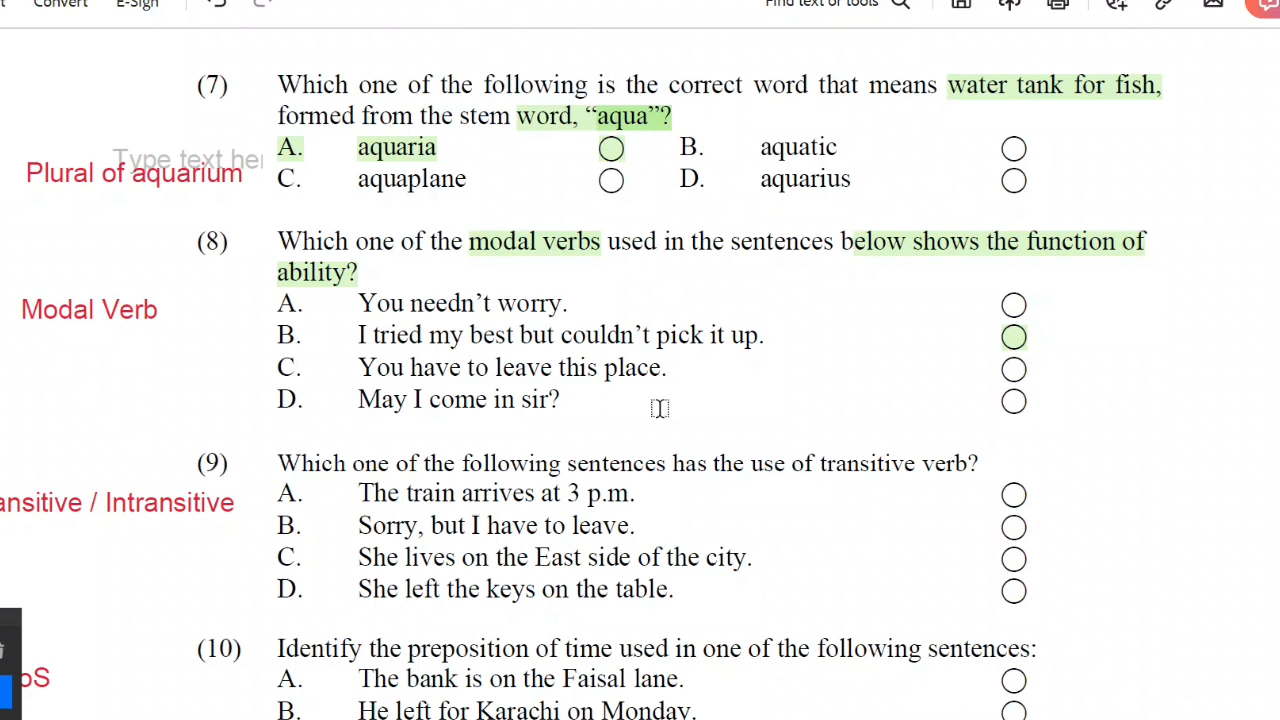 Convert E-Sign Find text or tools
(7) Which one of the following is the correct word that means water tank for fish,
formed from the stem word, “aqua”?
A. aquaria B. aquatic
Type text her
Plural of aquarium
C. aquaplane D. aquarius
(8) Which one of the modal verbs used in the sentences below shows the function of
ability?
Modal Verb
A. You needn’t worry.
B. I tried my best but couldn’t pick it up.
C. You have to leave this place.
D. May I come in sir?
(9) Which one of the following sentences has the use of transitive verb?
ansitive / Intransitive
A. The train arrives at 3 p.m.
B. Sorry, but I have to leave.
C. She lives on the East side of the city.
D. She left the keys on the table.
(10) Identify the preposition of time used in one of the following sentences:
oS
A. The bank is on the Faisal lane.
B. He left for Karachi on Monday.